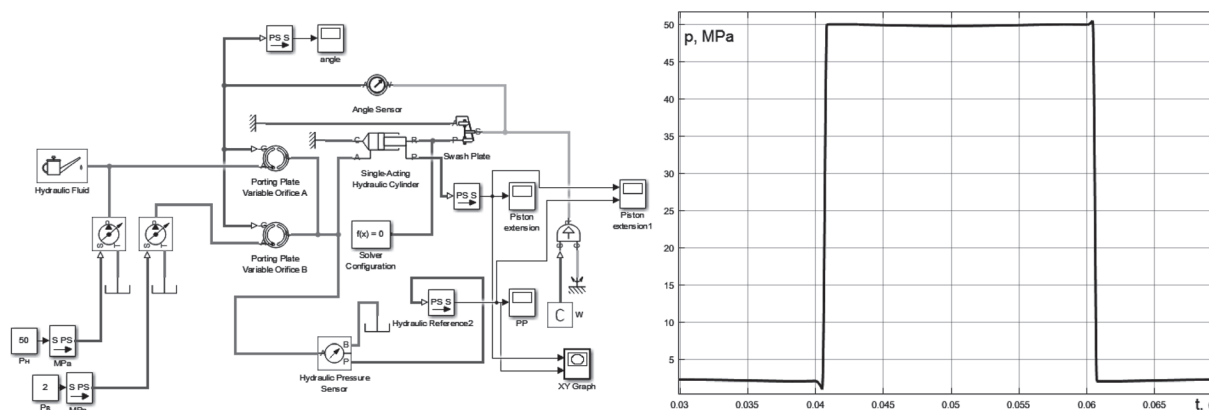 PS S
angle
Angle Sensor
Hydraulic Fluid
Porting Plate
Variable Orifice A
C
R
A
P
Single-Acting
Hydraulic Cylinder
A
P
S
Swash Plate
Porting Plate
Variable Orifice B
f(x) = 0
Solver
Configuration
PS S
Piston
extension
Piston
extension1
PS S
Hydraulic Reference2
PP
C
W
50
PH
S PS
MPa
2
PB
S PS
A
B
P
Hydraulic Pressure
Sensor
XY Graph
p, MPa
50
45
40
35
30
25
20
15
10
5
0.03
0.04
0.045
0.05
0.055
0.06
0.065
t,